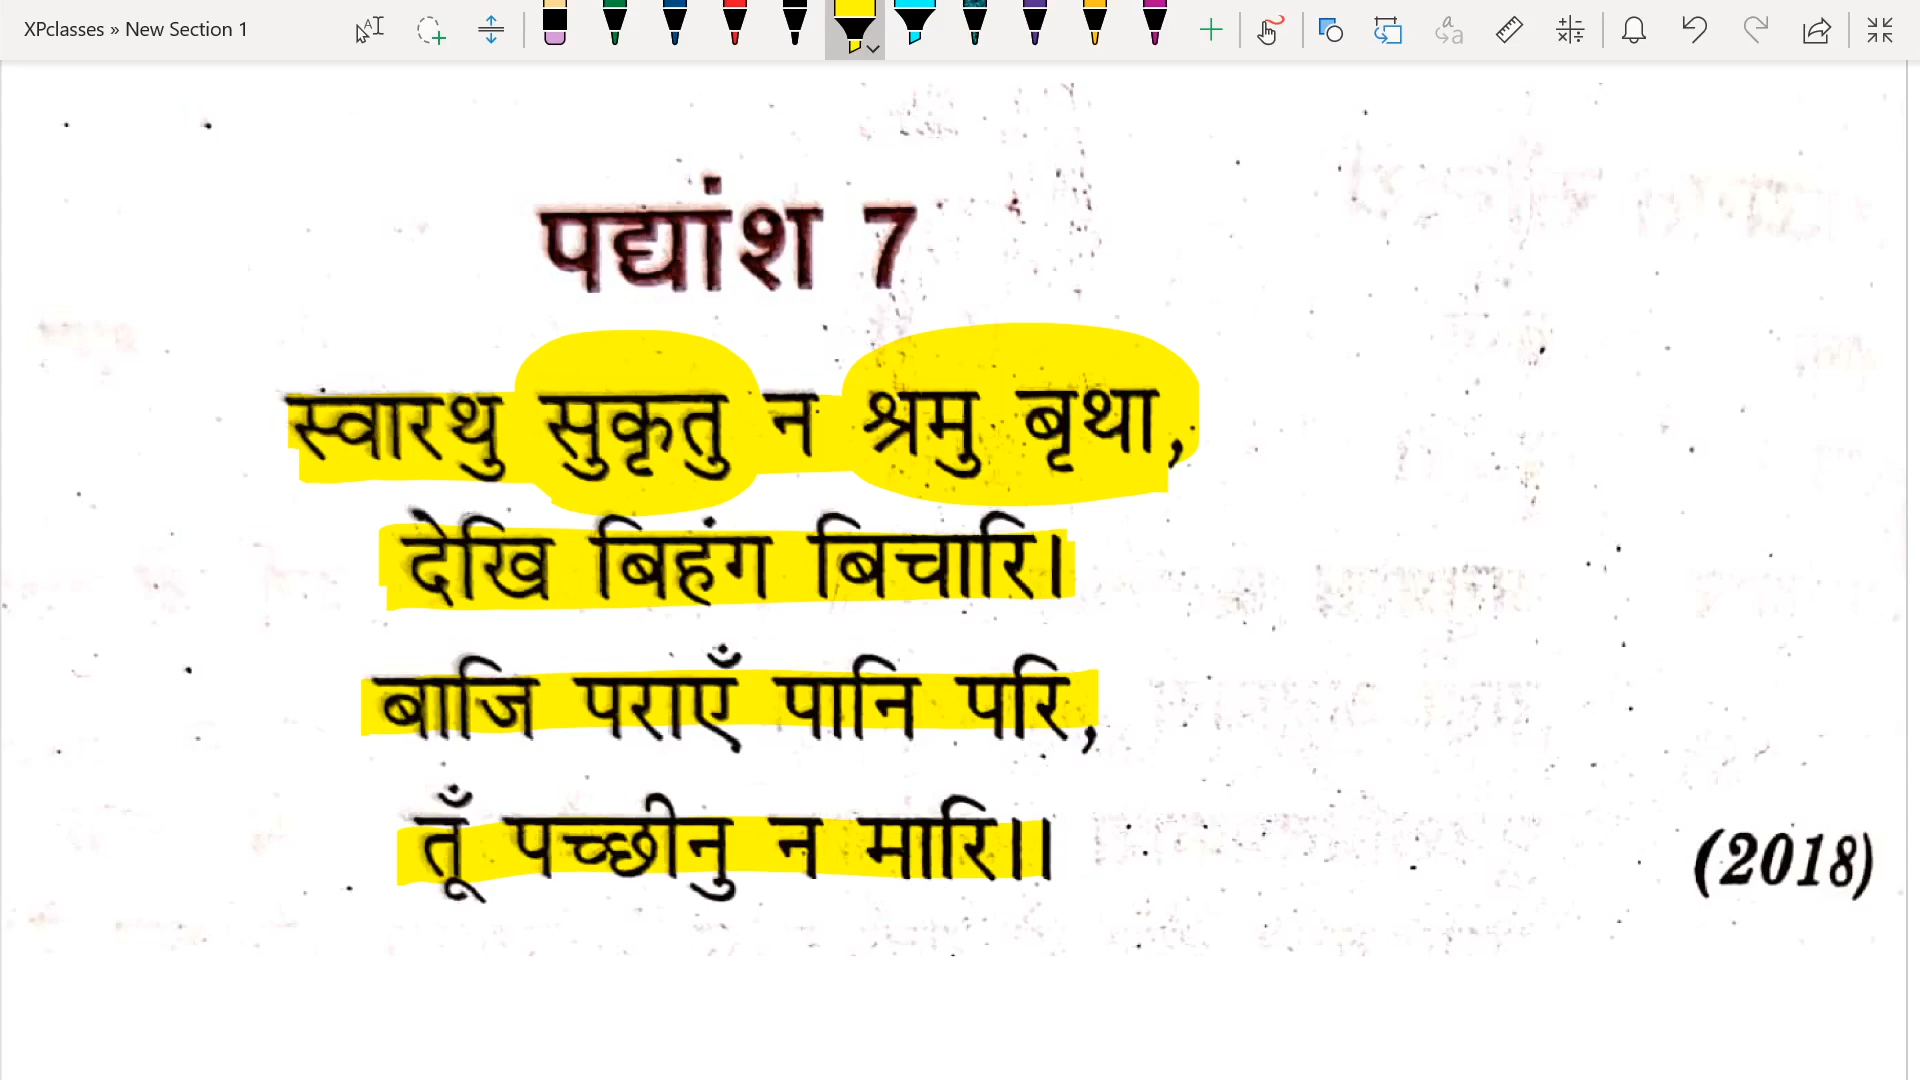 XPclasses » New Section 1
पद्यांश 7
स्वारथु सुकृतु न श्रमु बृथा,
देखि बिहंग बिचारि।
बाजि पराएँ पानि परि,
तूँ पच्छीनु न मारि।। (2018)